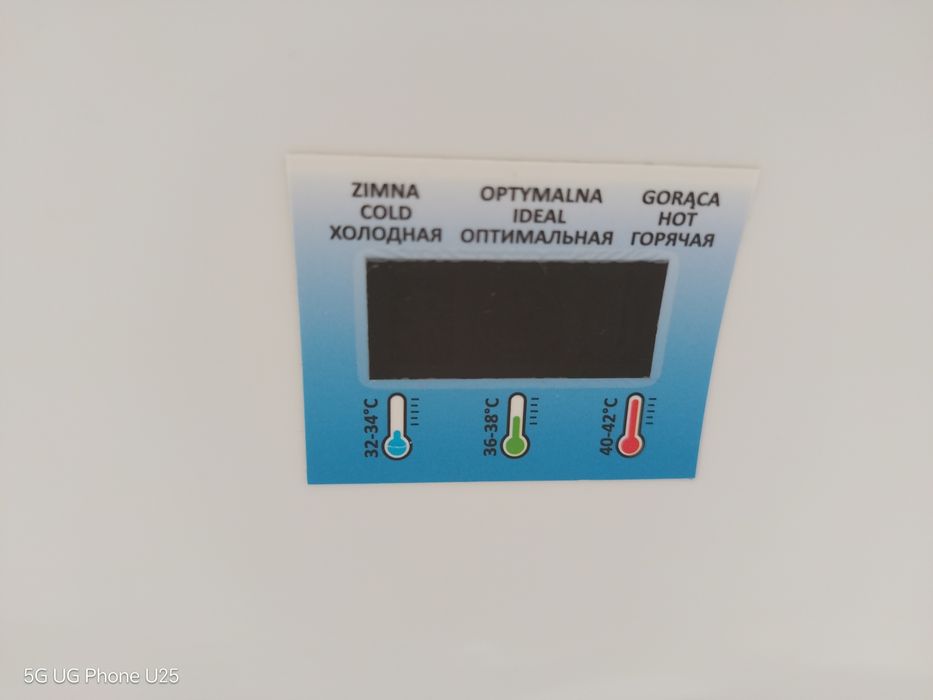 ZIMNA
COLD
ХОЛОДНАЯ
OPTYMALNA
IDEAL
ОПТИМАЛЬНАЯ
GORĄCA
HOT
ГОРЯЧАЯ
32-34°C
36-38°C
40-42°C
5G UG Phone U25